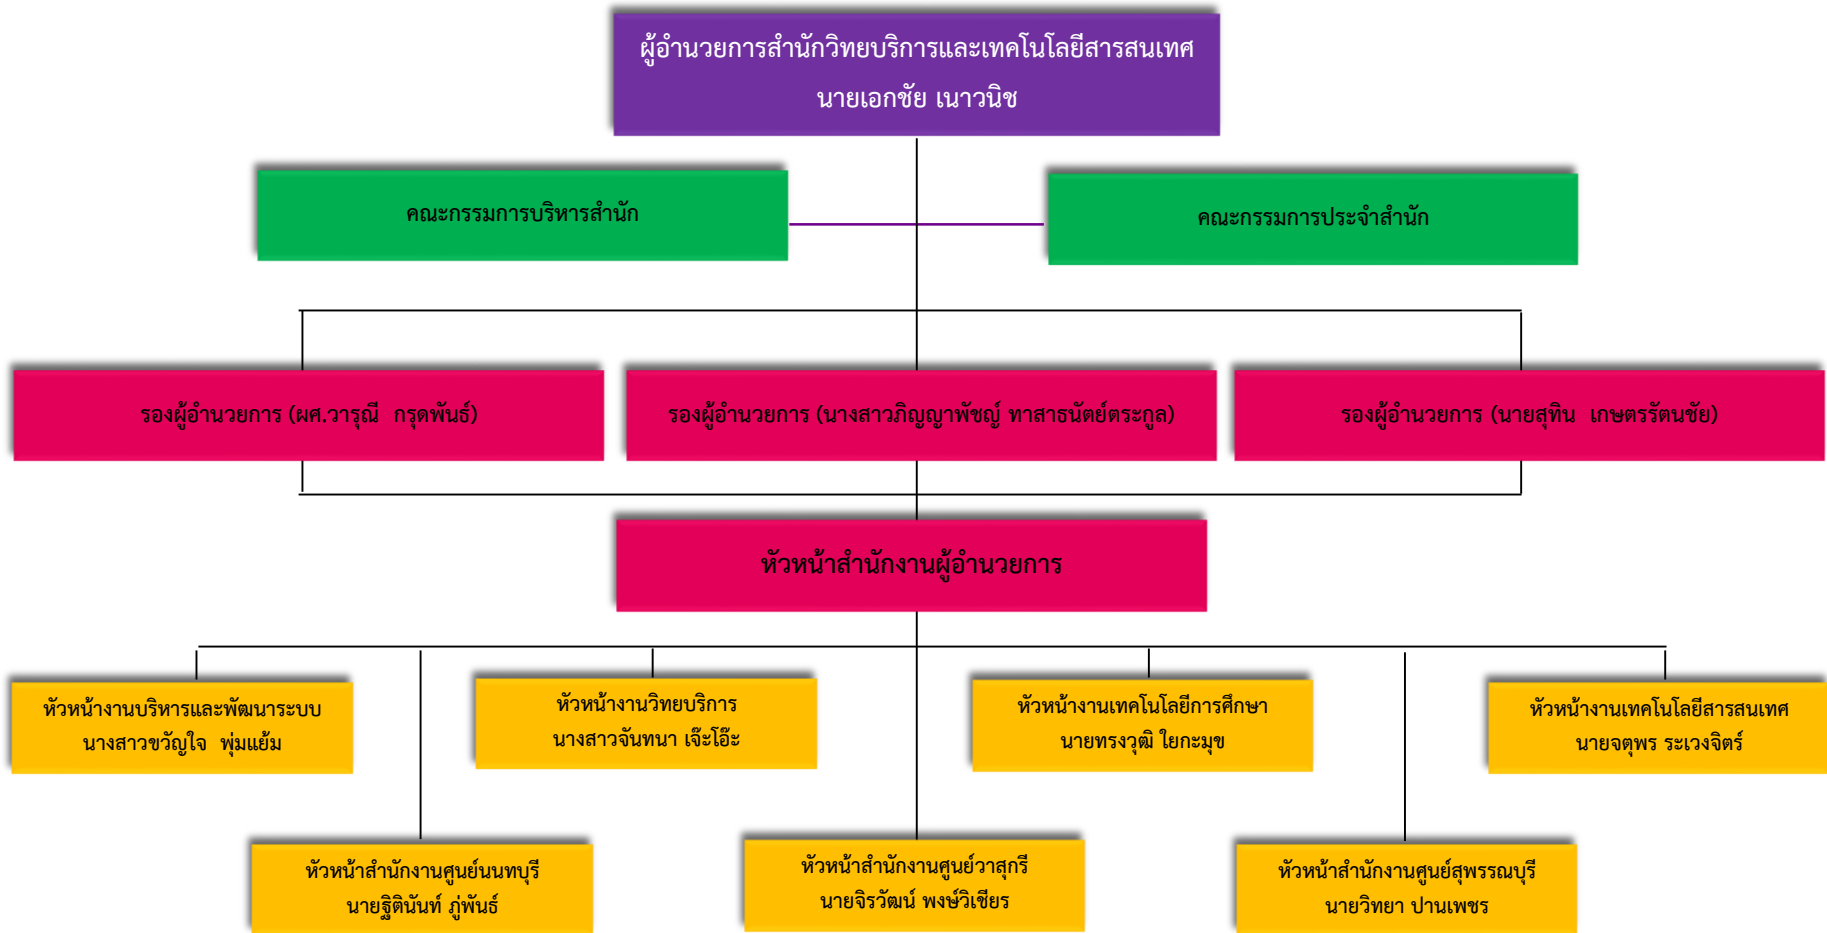 ผู้อำนวยการสำนักวิทยบริการและเทคโนโลยีสารสนเทศ
นายเอกชัย เนาวนิช
คณะกรรมการบริหารสำนัก
คณะกรรมการประจำสำนัก
รองผู้อำนวยการ (ผศ.วารุณี กรุดพันธ์)
รองผู้อำนวยการ (นางสาวภิญญาพัชญ์ ทาสาธนัตย์ตระกูล)
รองผู้อำนวยการ (นายสุทิน เกษตรรัตนชัย)
หัวหน้าสำนักงานผู้อำนวยการ
หัวหน้างานบริหารและพัฒนาระบบ
นางสาวขวัญใจ พุ่มแย้ม
หัวหน้างานวิทยบริการ
นางสาวจันทนา เจ๊ะโอ๊ะ
หัวหน้างานเทคโนโลยีการศึกษา
นายทรงวุฒิ ใยกะมุข
หัวหน้างานเทคโนโลยีสารสนเทศ
นายจตุพร ระเวงจิตร์
หัวหน้าสำนักงานศูนย์นนทบุรี
นายฐิตินันท์ ภู่พันธ์
หัวหน้าสำนักงานศูนย์วาสุกรี
นายจิรวัฒน์ พงษ์วิเชียร
หัวหน้าสำนักงานศูนย์สุพรรณบุรี
นายวิทยา ปานเพชร